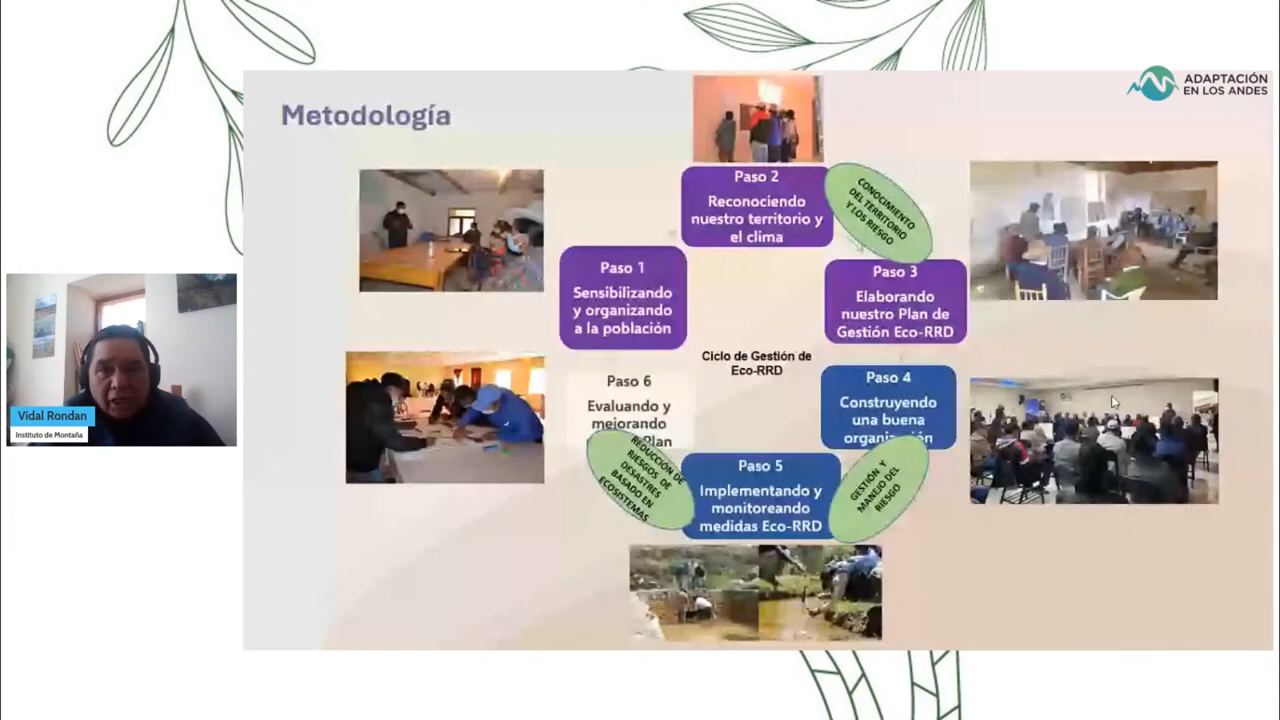 ADAPTACIÓN
EN LOS ANDES
Metodología
Paso 1
Sensibilizando
y organizando
a la población
Paso 2
Reconociendo
nuestro territorio y
el clima
CONOCIMIENTO
DEL TERRITORIO
Y LOS RIESGO
Paso 3
Elaborando
nuestro Plan de
Gestión Eco-RRD
Ciclo de Gestión de
Eco-RRD
Paso 4
Construyendo
una buena
organización
GESTIÓN Y
MANEJO DEL
RIESGO
Paso 5
Implementando y
monitoreando
medidas Eco-RRD
REDUCCIÓN DE
RIESGOS DE
DESASTRES
BASADO EN
ECOSISTEMAS
Paso 6
Evaluando y
mejorando
Plan
Vidal Rondan
Instituto de Montaña